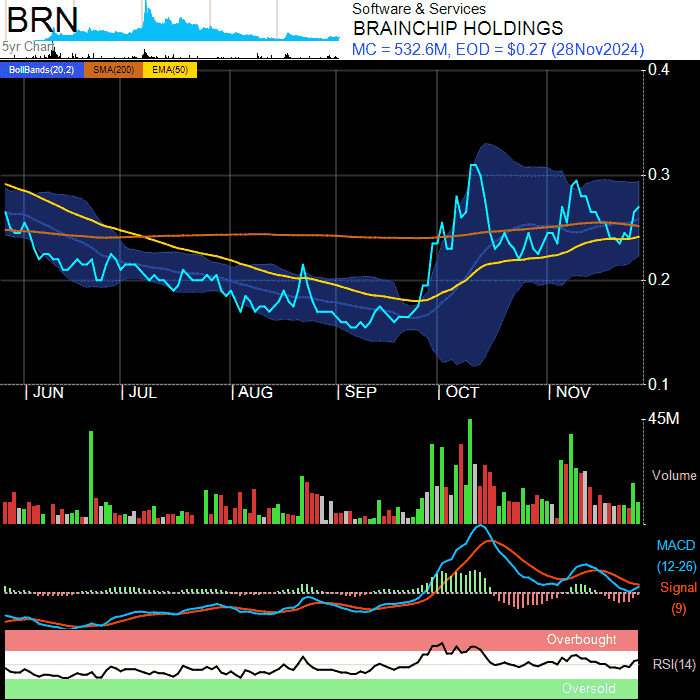 BRN
5yr Chart
Software & Services
BRAINCHIP HOLDINGS
MC = 532.6M, EOD = $0.27 (28Nov2024)
BollBands(20,2) SMA(200) EMA(50)
0.4
0.3
0.2
0.1
| JUN | JUL | AUG | SEP | OCT | NOV
45M
Volume
MACD
(12-26)
Signal
(9)
Overbought
RSI(14)
Oversold